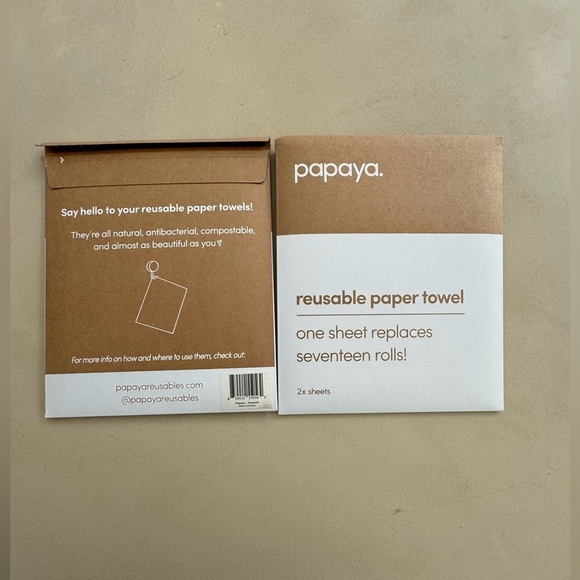 Say hello to your reusable paper towels!
They're all natural, antibacterial, compostable,
and almost as beautiful as you
For more info on how and where to use them, check out:
papayareusables.com
@papayareusables
papaya.
reusable paper towel
one sheet replaces
seventeen rolls!
2x sheets